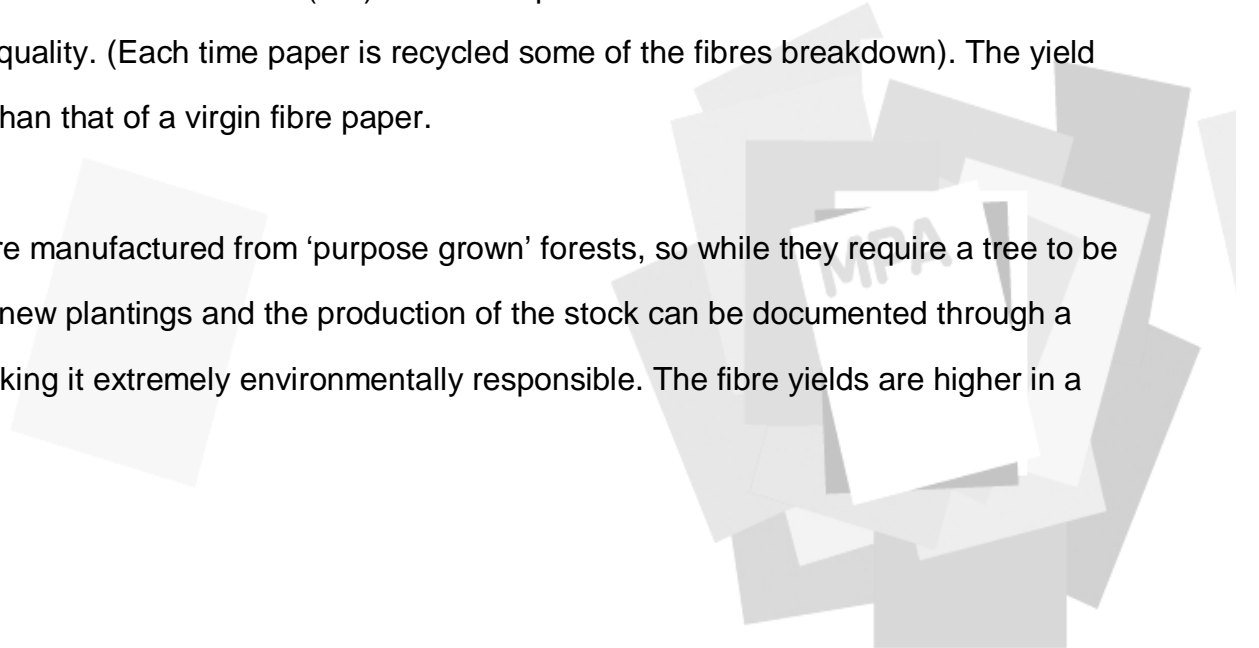 quality. (Each time paper is recycled some of the fibres breakdown). The yield
han that of a virgin fibre paper.
MPA
re manufactured from ‘purpose grown’ forests, so while they require a tree to be
new plantings and the production of the stock can be documented through a
king it extremely environmentally responsible. The fibre yields are higher in a